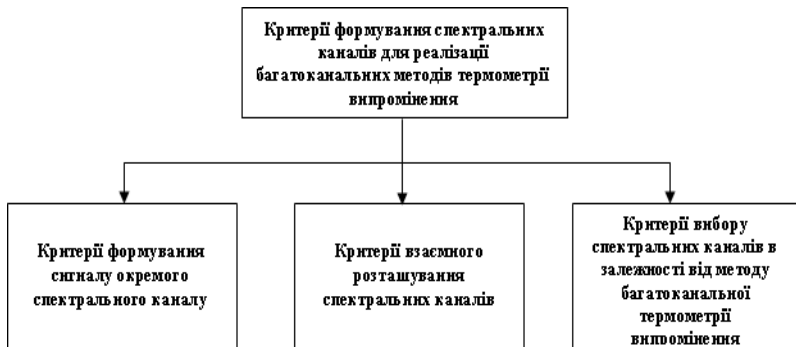 Критерії формування спектральних
каналів для реалізації
багатоканальних методів термометрії
випромінення
Критерії формування
сигналу окремого
спектрального каналу
Критерії взаємного
розташування
спектральних каналів
Критерії вибору
спектральних каналів в
залежності від методу
багатоканальної
термометрії
випромінення